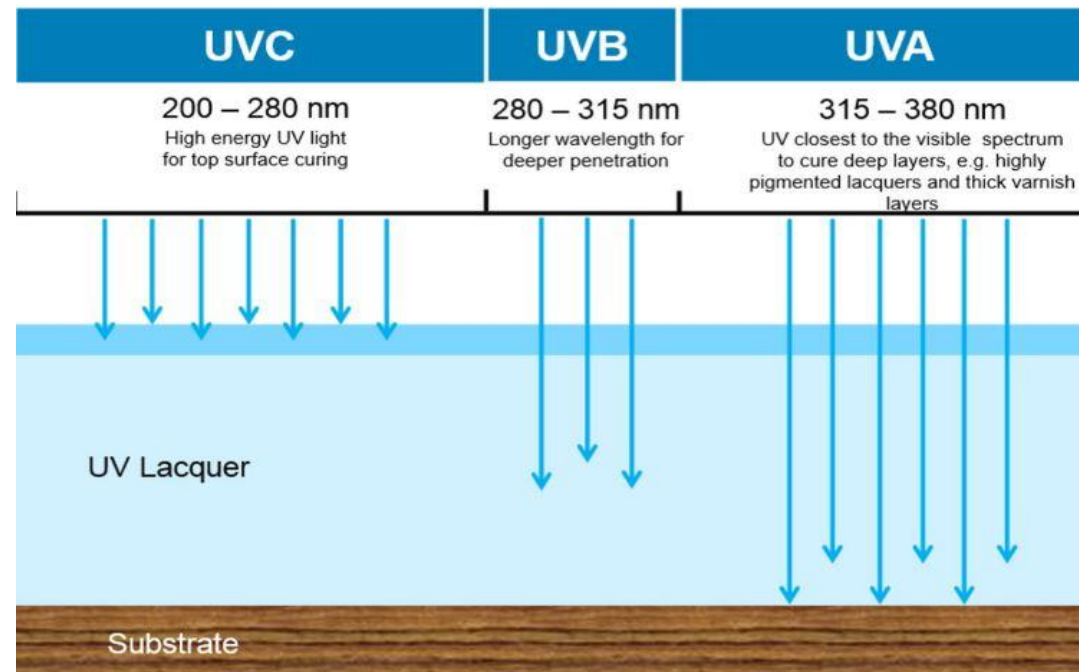 UVC
UVB
UVA
200 – 280 nm
High energy UV light
for top surface curing
280 – 315 nm
Longer wavelength for
deeper penetration
315 – 380 nm
UV closest to the visible spectrum
to cure deep layers, e.g. highly
pigmented lacquers and thick varnish
layers
UV Lacquer
Substrate